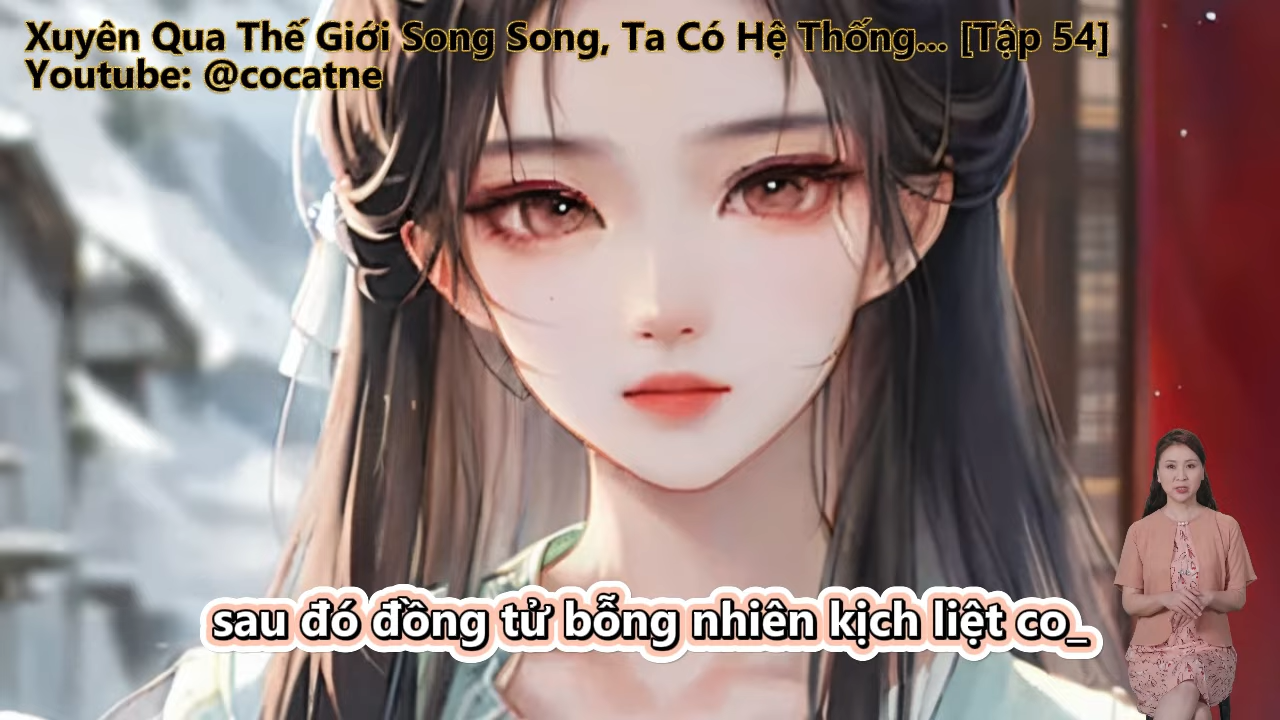 Xuyên Qua Thế Giới Song Song, Ta Có Hệ Thống... [Tập 54]
Youtube: @cocatne
sau đó đồng tử bỗng nhiên kịch liệt co_